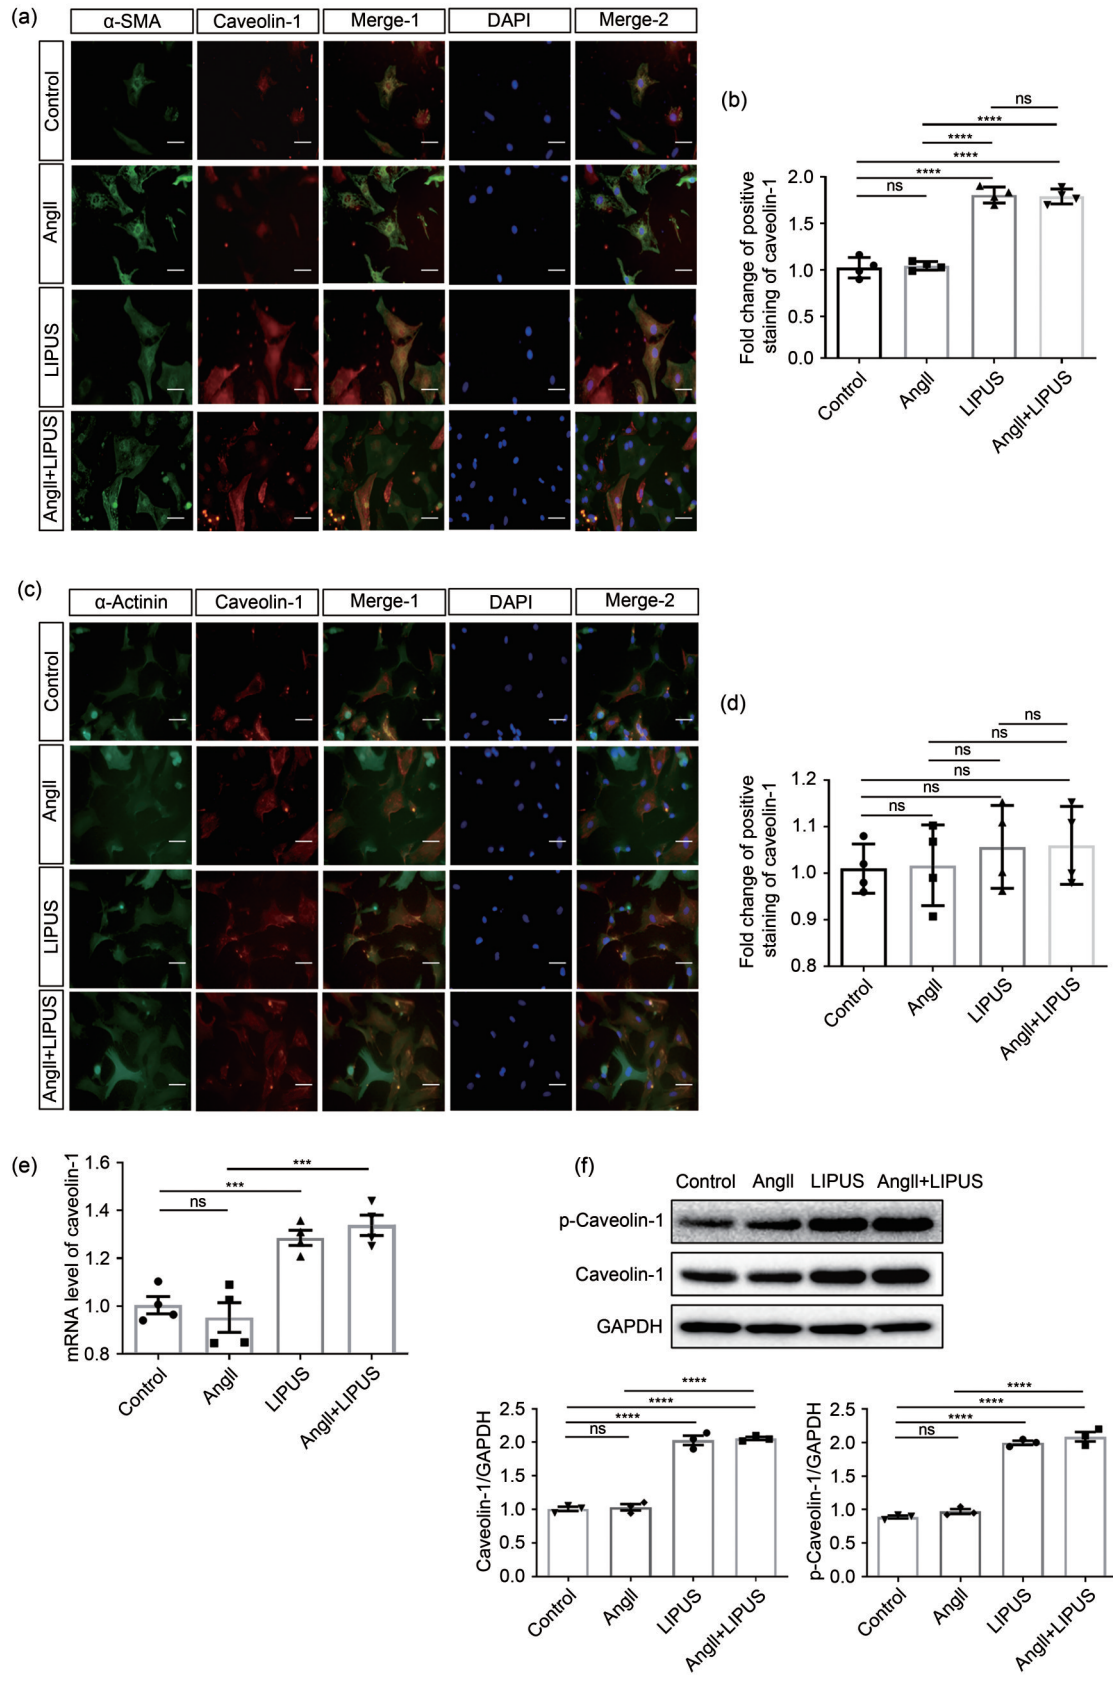 (a)
α-SMA Caveolin-1 Merge-1 DAPI Merge-2
Control
AngII
LIPUS
AngII+LIPUS
(b)
ns
****
****
****
****
ns
Fold change of positive
staining of caveolin-1
2.0
1.5
1.0
0.5
0.0
Control AngII LIPUS AngII+LIPUS
(c)
α-Actinin Caveolin-1 Merge-1 DAPI Merge-2
Control
AngII
LIPUS
AngII+LIPUS
(d)
ns
ns
ns
ns
ns
ns
Fold change of positive
staining of caveolin-1
1.2
1.1
1.0
0.9
0.8
Control AngII LIPUS AngII+LIPUS
(e)
***
***
ns
mRNA level of caveolin-1
1.6
1.4
1.2
1.0
0.8
Control AngII LIPUS AngII+LIPUS
(f)
Control AngII LIPUS AngII+LIPUS
p-Caveolin-1
Caveolin-1
GAPDH
****
****
****
ns
Caveolin-1/GAPDH
2.5
2.0
1.5
1.0
0.5
0.0
Control AngII LIPUS AngII+LIPUS
****
****
****
ns
p-Caveolin-1/GAPDH
2.5
2.0
1.5
1.0
0.5
0.0
Control AngII LIPUS AngII+LIPUS